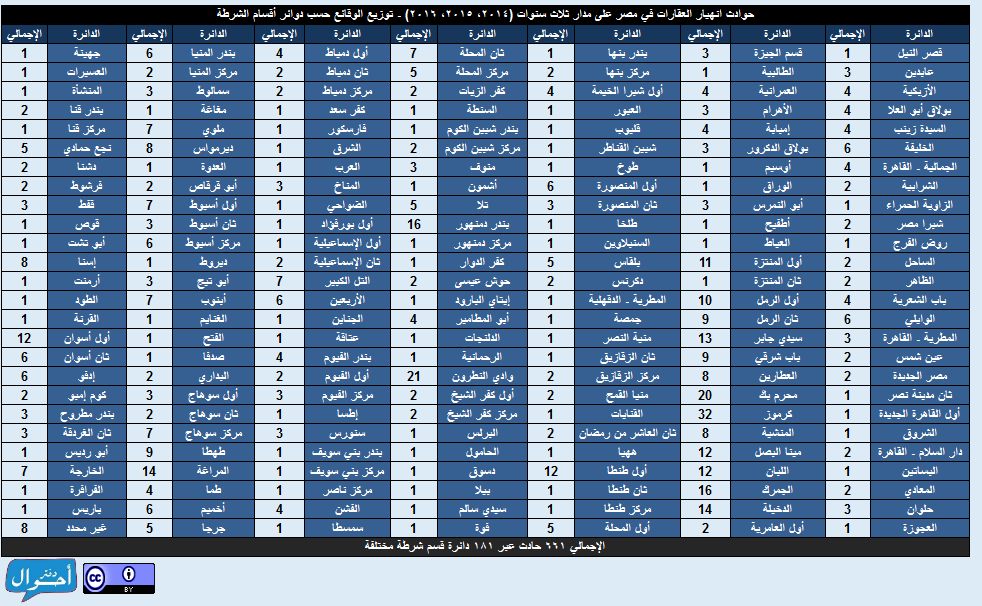 حوادث انهيار العقارات في مصر على مدار ثلاث سنوات (٢٠١٤، ٢٠١٥، ٢٠١٦) - توزيع الوقائع حسب دوائر أقسام الشرطة
الدائرة الإجمالي الدائرة الإجمالي الدائرة الإجمالي الدائرة الإجمالي الدائرة الإجمالي الدائرة الإجمالي الدائرة الإجمالي
قصر النيل 1 قسم الجيزة 3 بندر بنها 1 ثان المحلة 7 أول دمياط 4 بندر المنيا 6 جهينة 1
عابدين 3 الطالبية 1 مركز بنها 2 مركز المحلة 5 ثان دمياط 2 مركز المنيا 2 العسيرات 1
الأزبكية 4 العمرانية 4 أول شبرا الخيمة 4 كفر الزيات 2 مركز دمياط 2 سمالوط 3 المنشأة 1
بولاق أبو العلا 4 الأهرام 3 العبور 1 السنطة 1 كفر سعد 1 مغاغة 1 بندر قنا 2
السيدة زينب 4 إمبابة 4 قليوب 1 بندر شبين الكوم 1 فارسكور 1 ملوي 7 مركز قنا 1
الخليفة 6 بولاق الدكرور 3 شبين القناطر 1 مركز شبين الكوم 2 الشرق 1 ديرمواس 8 نجع حمادي 5
الجمالية - القاهرة 4 أوسيم 1 طوخ 1 منوف 3 العرب 1 العدوة 1 دشنا 2
الشرابية 2 الوراق 1 أول المنصورة 6 أشمون 1 المناخ 3 أبو قرقاص 2 فرشوط 2
الزاوية الحمراء 1 أبو النمرس 3 ثان المنصورة 3 تلا 5 الضواحي 1 أول أسيوط 7 قفط 3
شبرا مصر 2 أطفيح 1 طلخا 1 بندر دمنهور 16 أول بورفؤاد 1 ثان أسيوط 3 قوص 1
روض الفرج 1 العياط 1 السنبلاوين 1 مركز دمنهور 1 أول الإسماعيلية 1 مركز أسيوط 6 أبو تشت 1
الساحل 2 أول المنتزة 11 بلقاس 5 كفر الدوار 1 ثان الإسماعيلية 2 ديروط 1 إسنا 8
الظاهر 2 ثان المنتزة 1 دكرنس 2 حوش عيسى 2 التل الكبير 7 أبو تيج 3 أرمنت 1
باب الشعرية 4 أول الرمل 10 المطرية - الدقهلية 1 إيتاي البارود 1 الأربعين 6 أبنوب 7 الطود 1
الوايلي 6 ثان الرمل 9 جمصة 1 أبو المطامير 4 الجناين 1 الغنايم 1 القرنة 1
المطرية - القاهرة 3 سيدي جابر 13 منية النصر 1 الدلنجات 1 عتاقة 1 الفتح 1 أول أسوان 12
عين شمس 2 باب شرقي 9 ثان الزقازيق 1 الرحمانية 1 بندر الفيوم 4 صدفا 1 ثان أسوان 6
مصر الجديدة 2 العطارين 8 مركز الزقازيق 2 وادي النطرون 21 أول الفيوم 2 البداري 2 إدفو 6
ثان مدينة نصر 1 محرم بك 20 منيا القمح 2 أول كفر الشيخ 2 مركز الفيوم 3 أول سوهاج 3 كوم إمبو 2
أول القاهرة الجديدة 1 كرموز 32 القنايات 1 مركز كفر الشيخ 2 إطسا 1 ثان سوهاج 2 بندر مطروح 3
الشروق 1 المنشية 8 ثان العاشر من رمضان 2 البرلس 1 سنورس 3 مركز سوهاج 7 ثان الغردقة 3
دار السلام - القاهرة 2 مينا البصل 12 ههيا 1 الحامول 1 بندر بني سويف 1 طهطا 9 أبو رديس 1
البساتين 1 اللبان 12 أول طنطا 12 دسوق 1 مركز بني سويف 1 المراغة 14 الخارجة 7
المعادي 2 الجمرك 16 ثان طنطا 1 بيلا 1 مركز ناصر 1 طما 4 الفرافرة 1
حلوان 3 الدخيلة 14 مركز طنطا 1 سيدي سالم 1 الفشن 4 أخميم 6 باريس 1
العجوزة 1 أول العامرية 2 أول المحلة 5 فوة 1 سمسطا 1 جرجا 5 غير محدد 8
الإجمالي ٦٦١ حادث عبر ١٨١ دائرة قسم شرطة مختلفة
دفتر أحوال
cc BY